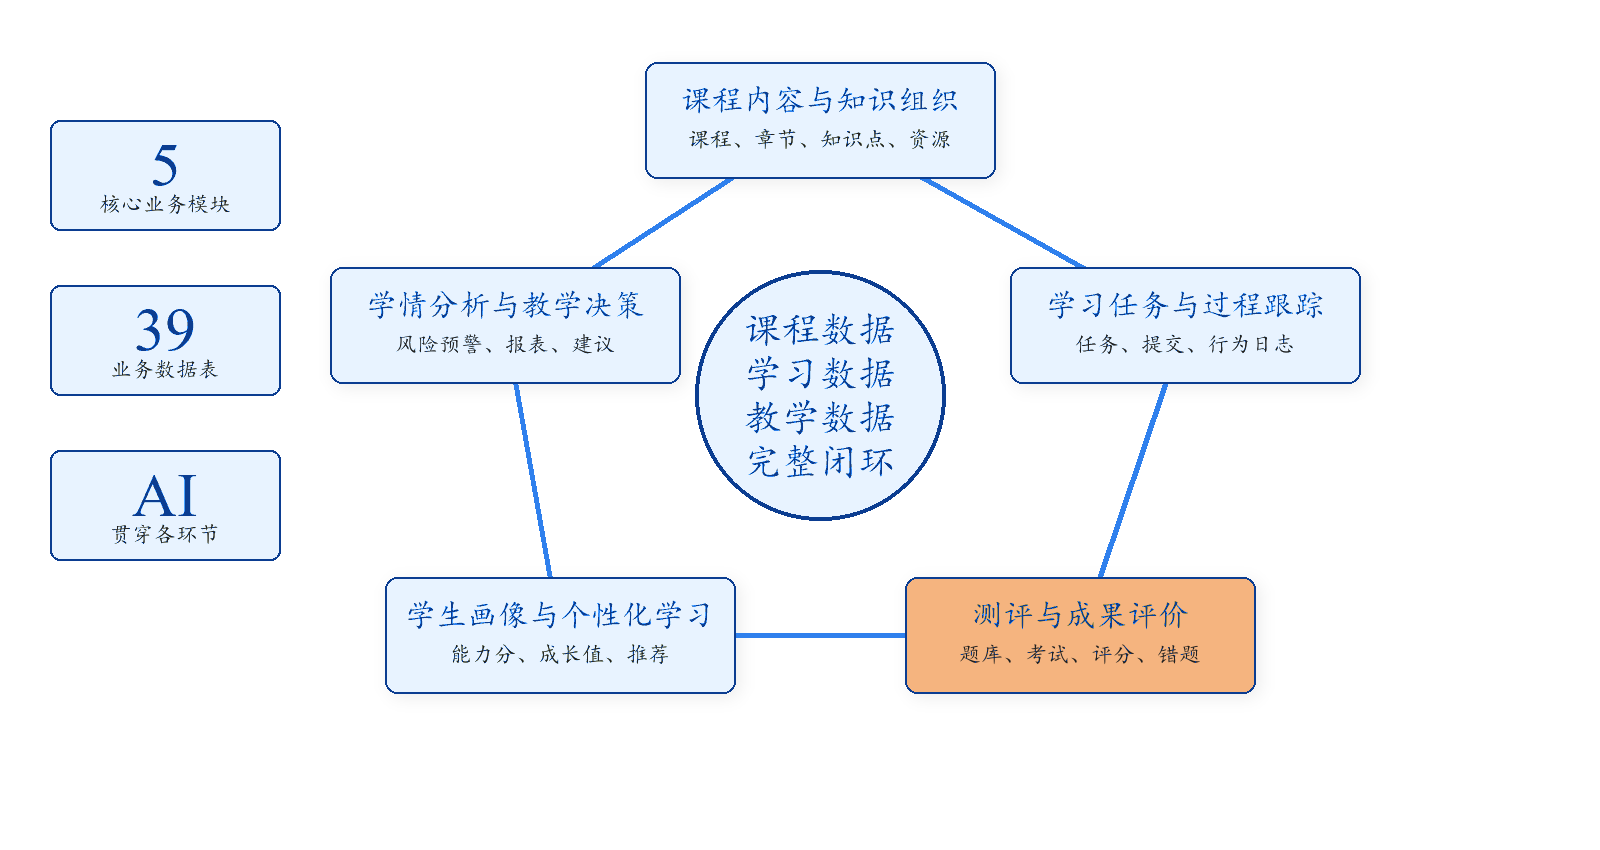 5
核心业务模块
39
业务数据表
AI
贯穿各环节
课程内容与知识组织
课程、章节、知识点、资源
学情分析与教学决策
风险预警、报表、建议
课程数据
学习数据
教学数据
完整闭环
学习任务与过程跟踪
任务、提交、行为日志
学生画像与个性化学习
能力分、成长值、推荐
测评与成果评价
题库、考试、评分、错题